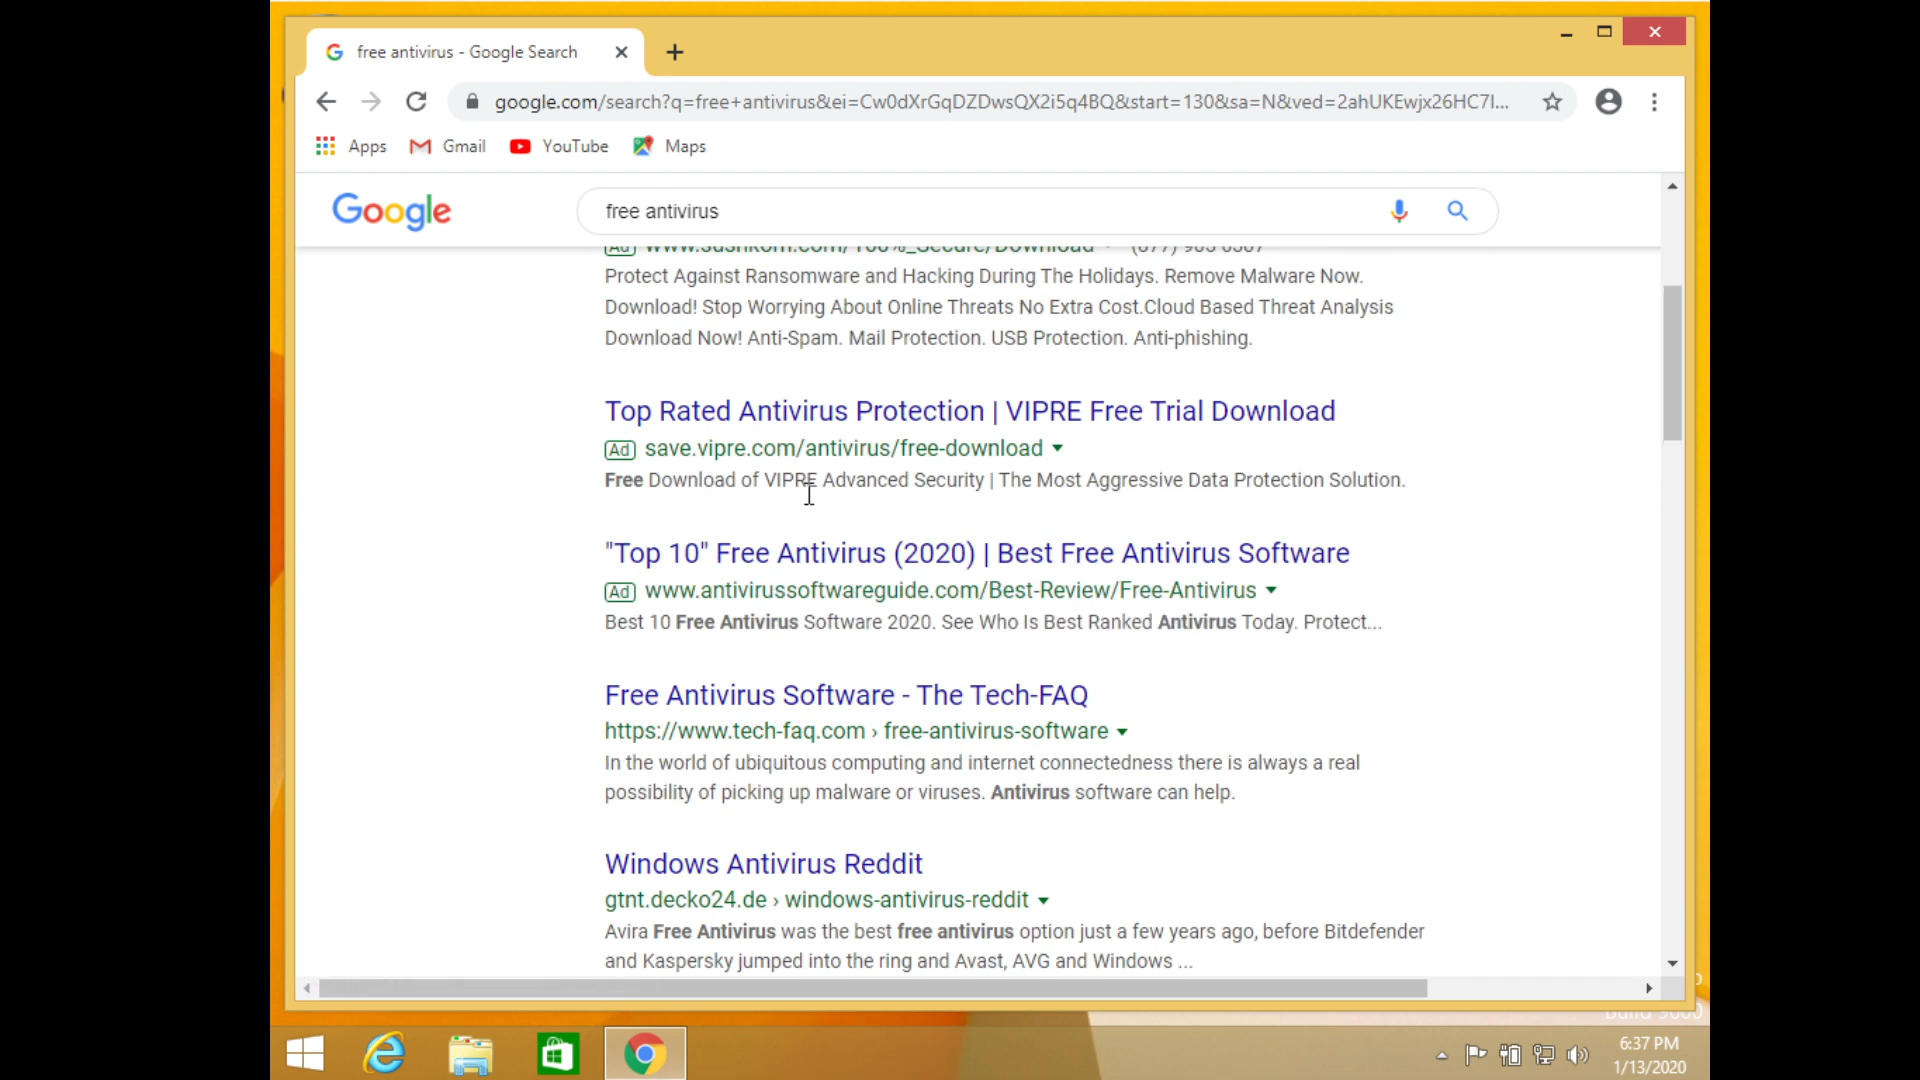 free antivirus - Google Search
google.com/search?q=free+antivirus&ei=Cw0dXrGqDZDwsQX2i5q4BQ&start=130&sa=N&ved=2ahUKEwjx26HC7I...
Apps Gmail YouTube Maps
Google free antivirus
Ad www.sushkom.com/100%_Secure/Download
Protect Against Ransomware and Hacking During The Holidays. Remove Malware Now.
Download! Stop Worrying About Online Threats No Extra Cost.Cloud Based Threat Analysis
Download Now! Anti-Spam. Mail Protection. USB Protection. Anti-phishing.
Top Rated Antivirus Protection | VIPRE Free Trial Download
Ad save.vipre.com/antivirus/free-download
Free Download of VIPRE Advanced Security | The Most Aggressive Data Protection Solution.
"Top 10" Free Antivirus (2020) | Best Free Antivirus Software
Ad www.antivirussoftwareguide.com/Best-Review/Free-Antivirus
Best 10 Free Antivirus Software 2020. See Who Is Best Ranked Antivirus Today. Protect...
Free Antivirus Software - The Tech-FAQ
https://www.tech-faq.com › free-antivirus-software
In the world of ubiquitous computing and internet connectedness there is always a real
possibility of picking up malware or viruses. Antivirus software can help.
Windows Antivirus Reddit
gtnt.decko24.de › windows-antivirus-reddit
Avira Free Antivirus was the best free antivirus option just a few years ago, before Bitdefender
and Kaspersky jumped into the ring and Avast, AVG and Windows ...
Build 9600
6:37 PM
1/13/2020